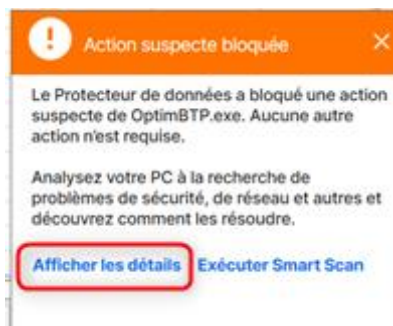 Action suspecte bloquée
Le Protecteur de données a bloqué une action
suspecte de OptimBTP.exe. Aucune autre
action n'est requise.
Analysez votre PC à la recherche de
problèmes de sécurité, de réseau et autres et
découvrez comment les résoudre.
Afficher les détails Exécuter Smart Scan